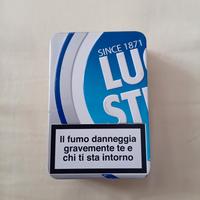 SINCE 1871
LU
ST
Il fumo danneggia
gravemente te e
chi ti sta intorno